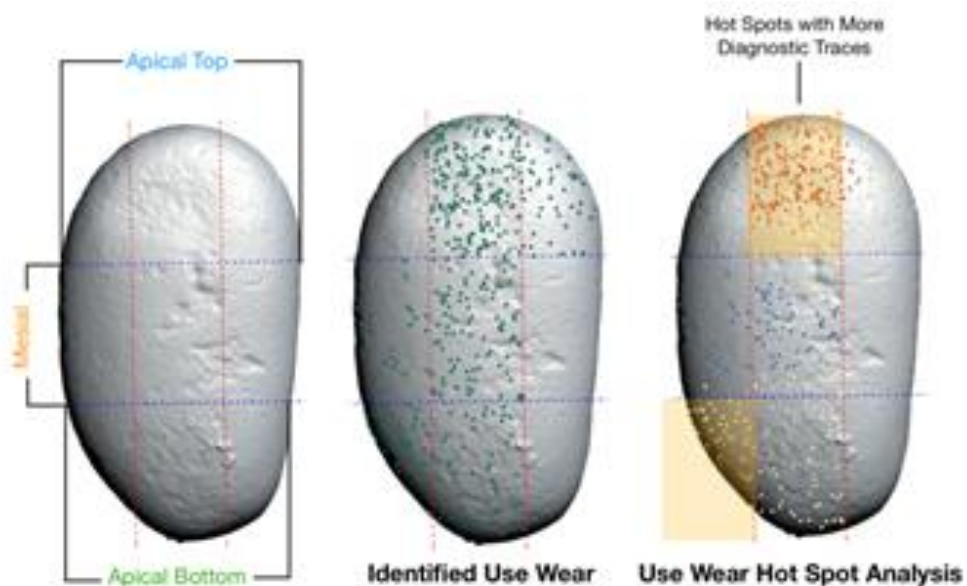 Apical Top
Hot Spots with More
Diagnostic Traces
Medial
Apical Bottom
Identified Use Wear
Use Wear Hot Spot Analysis